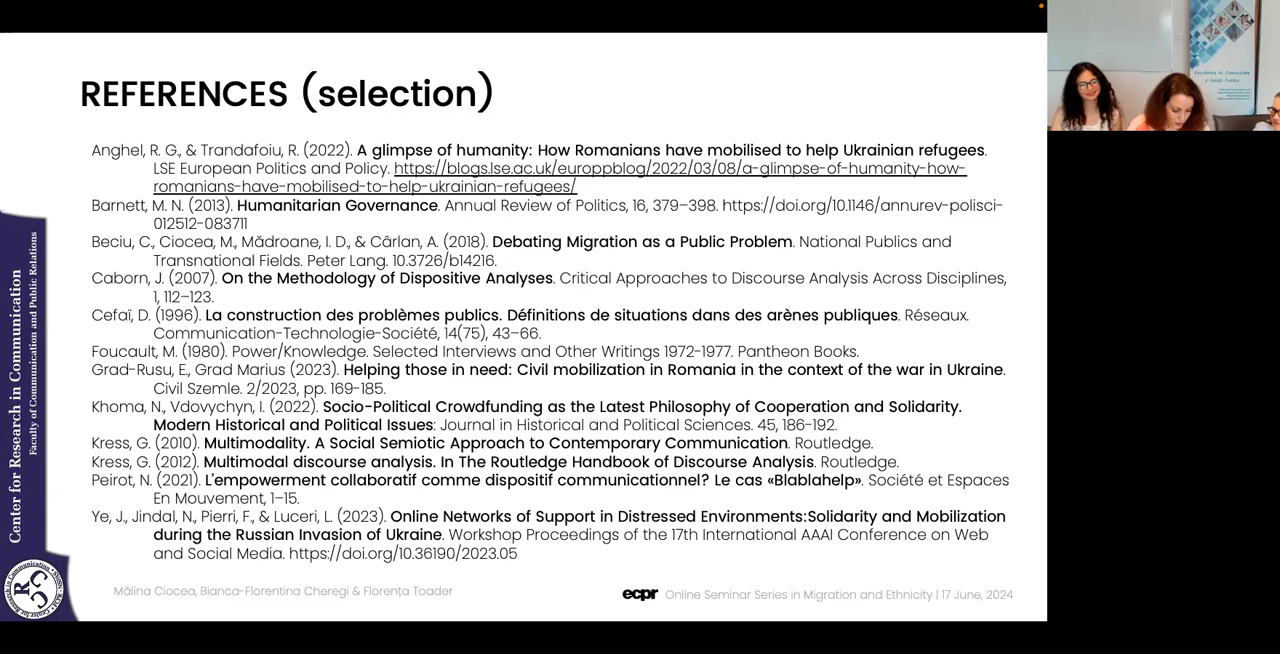 REFERENCES (selection)
Anghel, R. G., & Trandafoiu, R. (2022). A glimpse of humanity: How Romanians have mobilised to help Ukrainian refugees.
LSE European Politics and Policy. https://blogs.lse.ac.uk/europpblog/2022/03/08/a-glimpse-of-humanity-how-
romanians-have-mobilised-to-help-ukrainian-refugees/
Barnett, M. N. (2013). Humanitarian Governance. Annual Review of Politics, 16, 379–398. https://doi.org/10.1146/annurev-polisci-
012512-083711
Beciu, C., Ciocea, M., Mădroane, I. D., & Cârlan, A. (2018). Debating Migration as a Public Problem. National Publics and
Transnational Fields. Peter Lang. 10.3726/b14216.
Caborn, J. (2007). On the Methodology of Dispositive Analyses. Critical Approaches to Discourse Analysis Across Disciplines,
1, 112–123.
Cefaï, D. (1996). La construction des problèmes publics. Définitions de situations dans des arènes publiques. Réseaux.
Communication-Technologie-Société, 14(75), 43–66.
Foucault, M. (1980). Power/Knowledge. Selected Interviews and Other Writings 1972-1977. Pantheon Books.
Grad-Rusu, E., Grad Marius (2023). Helping those in need: Civil mobilization in Romania in the context of the war in Ukraine.
Civil Szemle. 2/2023, pp. 169-185.
Khoma, N., Vdovychyn, I. (2022). Socio-Political Crowdfunding as the Latest Philosophy of Cooperation and Solidarity.
Modern Historical and Political Issues: Journal in Historical and Political Sciences. 45, 186-192.
Kress, G. (2010). Multimodality. A Social Semiotic Approach to Contemporary Communication. Routledge.
Kress, G. (2012). Multimodal discourse analysis. In The Routledge Handbook of Discourse Analysis. Routledge.
Peirot, N. (2021). L'empowerment collaboratif comme dispositif communicationnel? Le cas «Blablahelp». Société et Espaces
En Mouvement, 1–15.
Ye, J., Jindal, N., Pierri, F., & Luceri, L. (2023). Online Networks of Support in Distressed Environments:Solidarity and Mobilization
during the Russian Invasion of Ukraine. Workshop Proceedings of the 17th International AAAI Conference on Web
and Social Media. https://doi.org/10.36190/2023.05
Mălina Ciocea, Bianca-Florentina Cheregi & Florența Toader
ecpr Online Seminar Series in Migration and Ethnicity | 17 June, 2024
Center for Research in Communication
Faculty of Communication and Public Relations
Facultatea de Comunicare
și Relații Publice